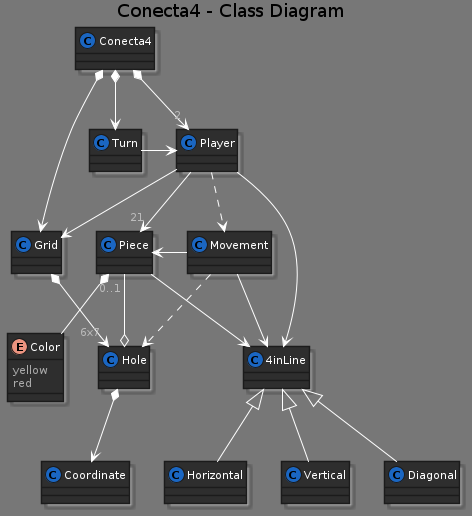 Conecta4 - Class Diagram
C Conecta4
2
C Turn
C Player
21
C Grid
C Piece
C Movement
0..1
6x7
E Color
yellow
red
C Hole
C 4inLine
C Coordinate
C Horizontal
C Vertical
C Diagonal